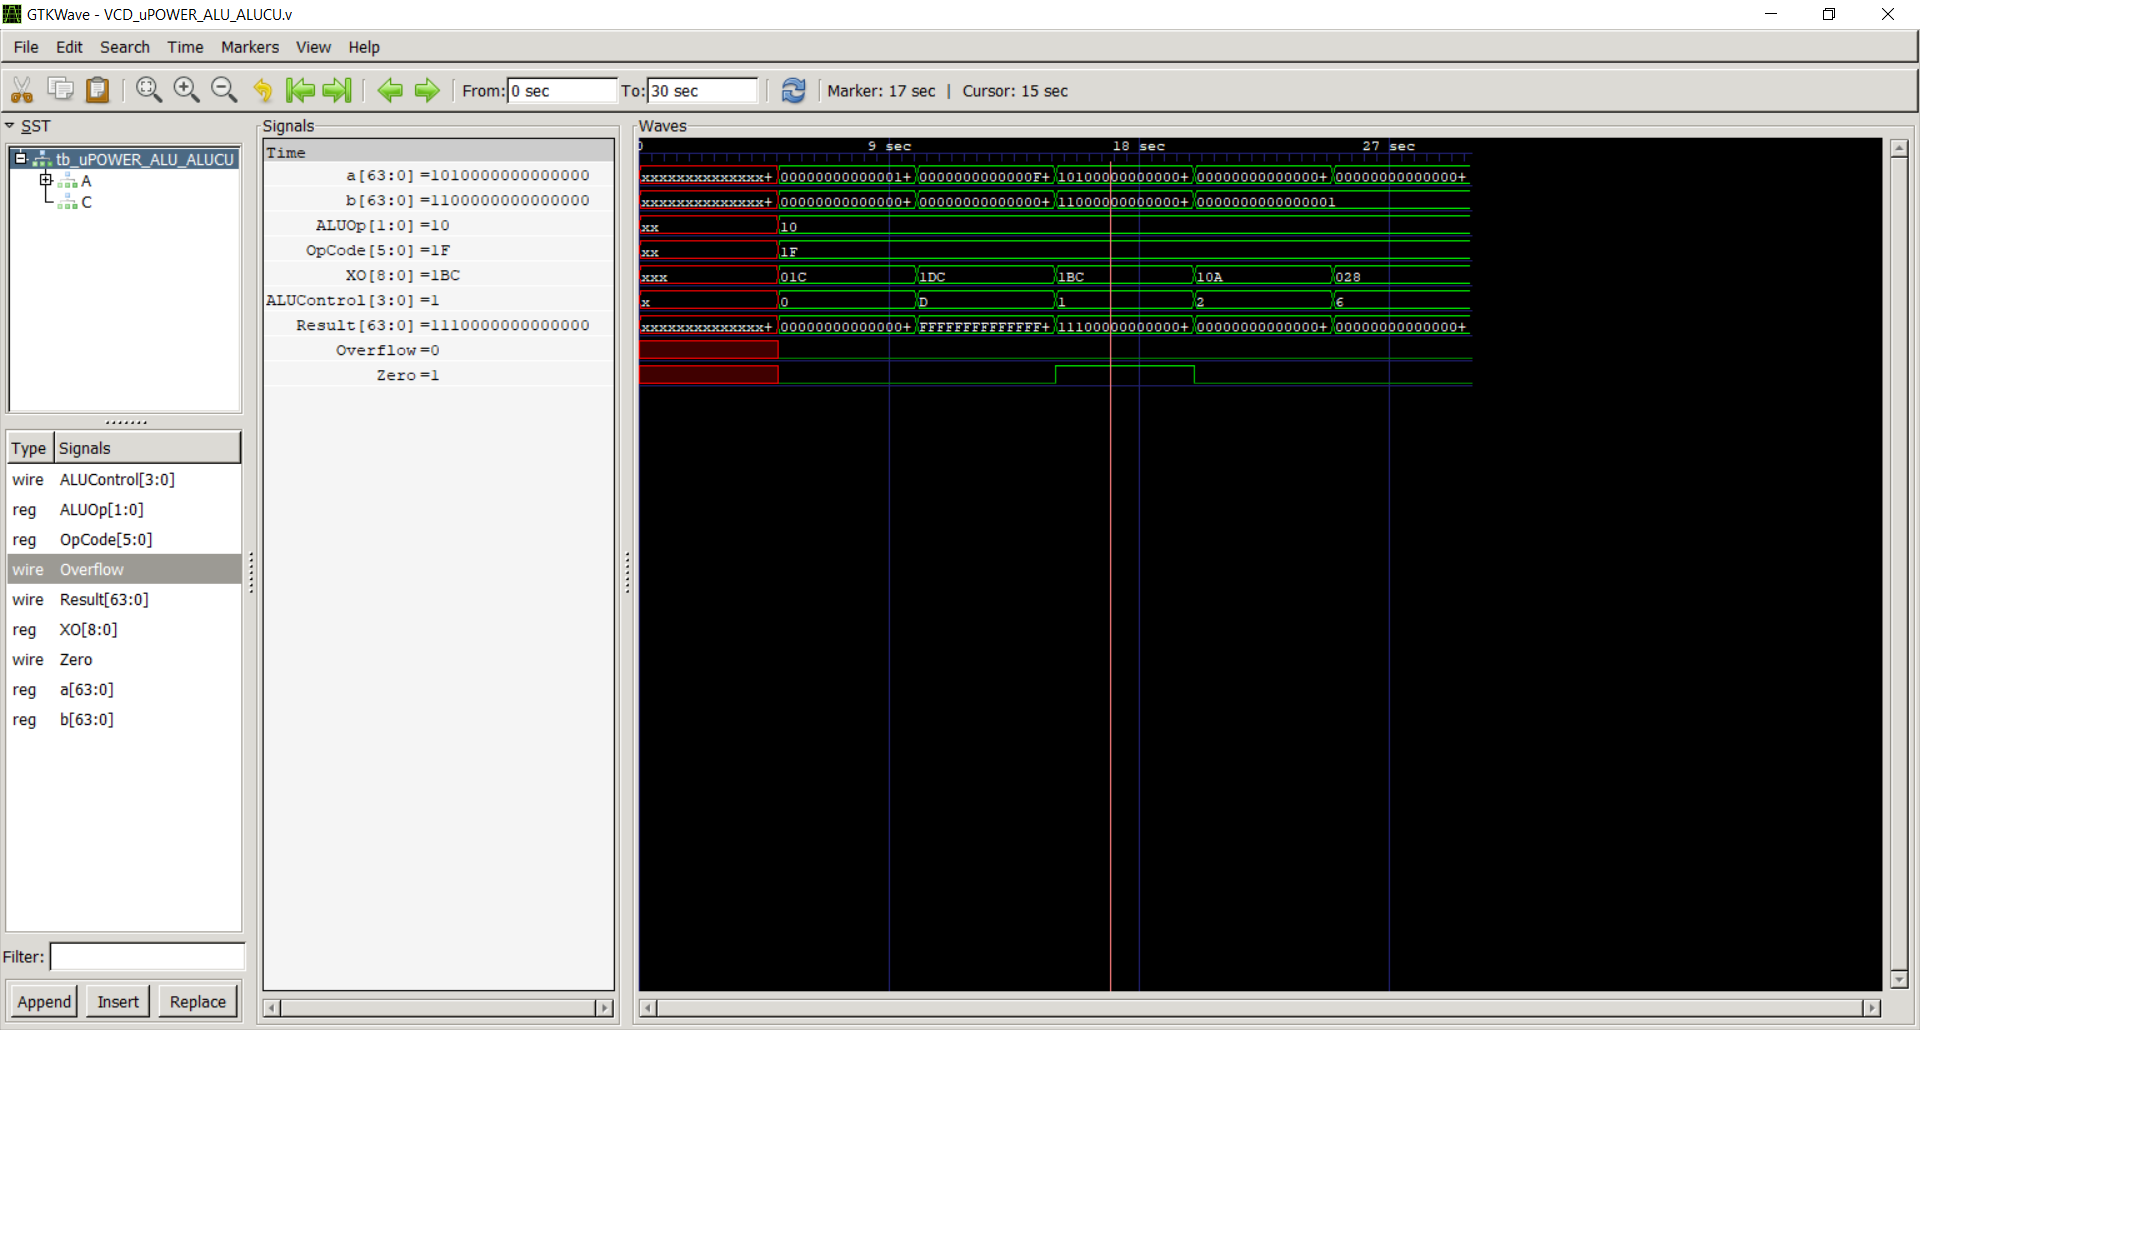 GTKWave - VCD_uPOWER_ALU_ALUCU.v
File Edit Search Time Markers View Help
From: 0 sec To: 30 sec Marker: 17 sec | Cursor: 15 sec
SST
tb_uPOWER_ALU_ALUCU
A
C
Type Signals
wire ALUControl[3:0]
reg ALUOp[1:0]
reg OpCode[5:0]
wire Overflow
wire Result[63:0]
reg XO[8:0]
wire Zero
reg a[63:0]
reg b[63:0]
Filter:
Append Insert Replace
Signals
Time
a[63:0] =1010000000000000
b[63:0] =1100000000000000
ALUOp[1:0] =10
OpCode[5:0] =1F
XO[8:0] =1BC
ALUControl[3:0] =1
Result[63:0] =1110000000000000
Overflow =0
Zero =1
Waves
0 9 sec 18 sec 27 sec
xxxxxxxxxxxxxx+ 00000000000001+ 0000000000000F+ 10100000000000+ 00000000000000+ 00000000000000+
xxxxxxxxxxxxxx+ 00000000000000+ 00000000000000+ 11000000000000+ 0000000000000001
xx 10
xx 1F
xxx 01C 1DC 1BC 10A 028
x 0 D 1 2 6
xxxxxxxxxxxxxx+ 00000000000000+ FFFFFFFFFFFFFF+ 11100000000000+ 00000000000000+ 00000000000000+